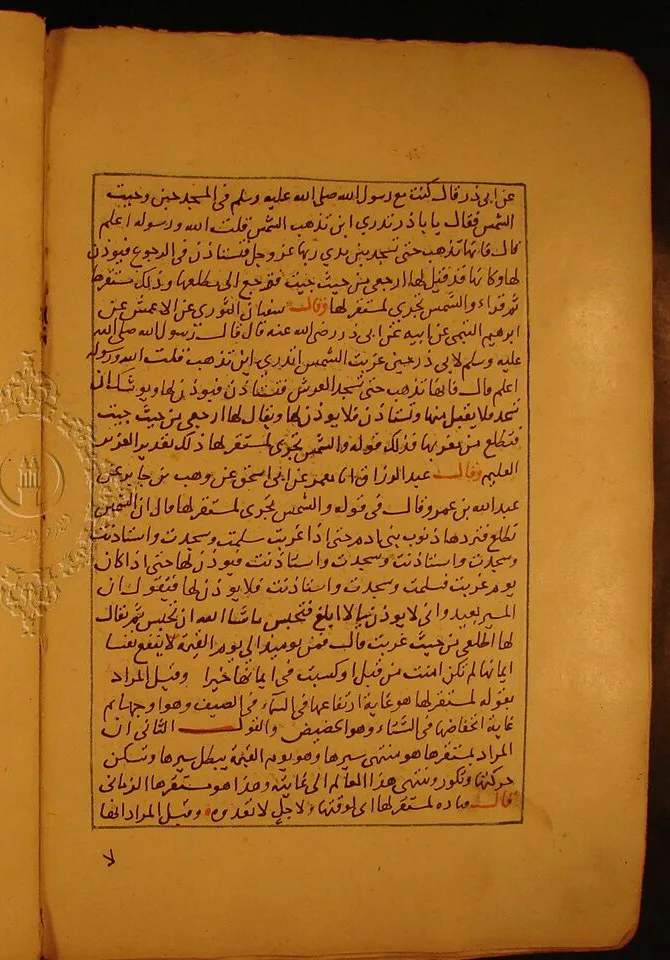 عن ابي ذر قال كنت مع رسول الله صلى الله عليه وسلم في المسجد حين وجبت
الشمس فقال يا باذر تدري اين تذهب الشمس قلت الله ورسوله اعلم
قال فانها تذهب حتى تسجد بين يدي ربها عز وجل فتستاذن في الرجوع فيوذن
لها وكانها قد قيل لها ارجعي من حيث جيت فترجع الى مطلعها وذلك مستقرها
ثم قراء والشمس تجري لمستقر لها وقال سفيان الثوري عن الاعمش عن
ابرهيم التيمي عن ابيه عن ابي ذر رضى الله عنه قال قال رسول الله صلى الله
عليه وسلم لابي ذر حين غربت الشمس اتدري اين تذهب قلت الله ورسوله
اعلم قال فانها تذهب حتى تسجد تحت العرش فتستاذن فيوذن لها ويوشك ان
تسجد فلا يقبل منها وتستاذن فلا يوذن لها ويقال لها ارجعي من حيث جيت
فتطلع من مغربها فذلك قوله والشمس تجري لمستقر لها ذلك تقدير العزيز
العليم وقال عبد الرزاق انا معمر عن ابي اسحق عن وهب بن جابر عن
عبد الله بن عمرو قال في قوله والشمس تجري لمستقر لها قال ان الشمس
تطلع فتردها ذنوب بني ادم حتى اذا غربت سلمت وسجدت واستاذنت
وسجدت واستاذنت وسجدت واستاذنت فيوذن لها حتى اذا كان
يوم غربت فسلمت وسجدت واستاذنت فلا يوذن لها فيقول ان
المسير بعيد واني لا يوذن لي لا ابلغ فتحبس ما شا الله ان تحبس ثم يقال
لها اطلعي من حيث غربت قال فمن يوميذ الى يوم القيمة لا ينفع نفسا
ايمانها لم تكن امنت من قبل او كسبت في ايمانها خيرا وقيل المراد
بقوله لمستقر لها هو غاية ارتفاعها في السماء في الصيف وهو اوجها ثم
غاية انخفاضها في الشتاء وهو الحضيض والقول الثاني ان
المراد بمستقرها هو منتهى سيرها وهو يوم القيمة يبطل سيرها وتسكن
حركتها وتكور وينتهي هذا العالم الى غايته وهذا هو مستقرها الزماني
قال قتاده لمستقر لها اى لوقتها ولاجل لا تعدوه وقيل المراد انها
لا